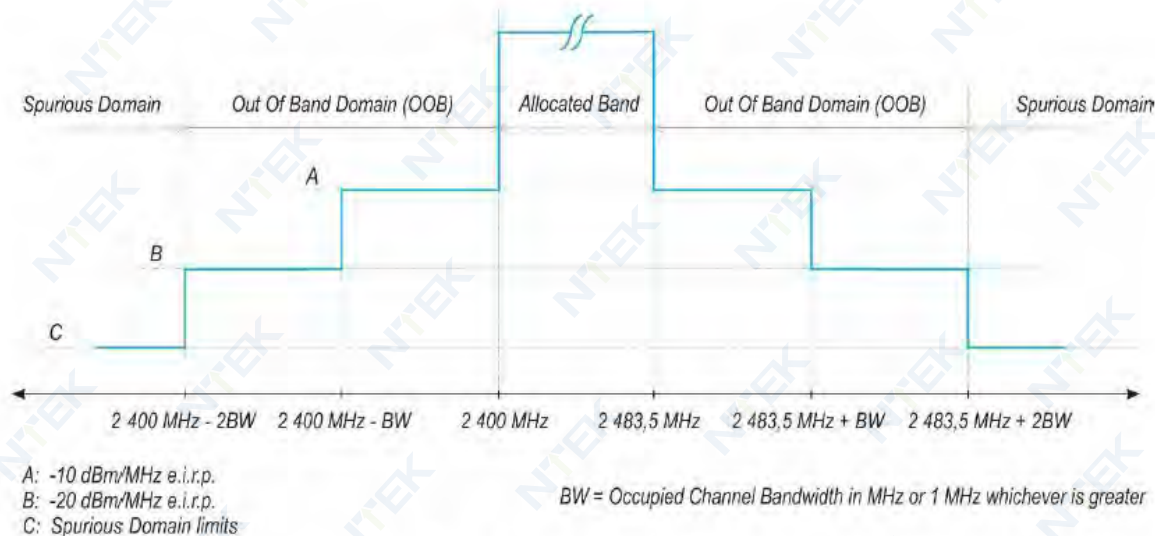 Spurious Domain Out Of Band Domain (OOB) Allocated Band Out Of Band Domain (OOB) Spurious Domain
A
B
C
2 400 MHz - 2BW 2 400 MHz - BW 2 400 MHz 2 483,5 MHz 2 483,5 MHz + BW 2 483,5 MHz + 2BW
A: -10 dBm/MHz e.i.r.p.
B: -20 dBm/MHz e.i.r.p.
C: Spurious Domain limits
BW = Occupied Channel Bandwidth in MHz or 1 MHz whichever is greater
NTEK